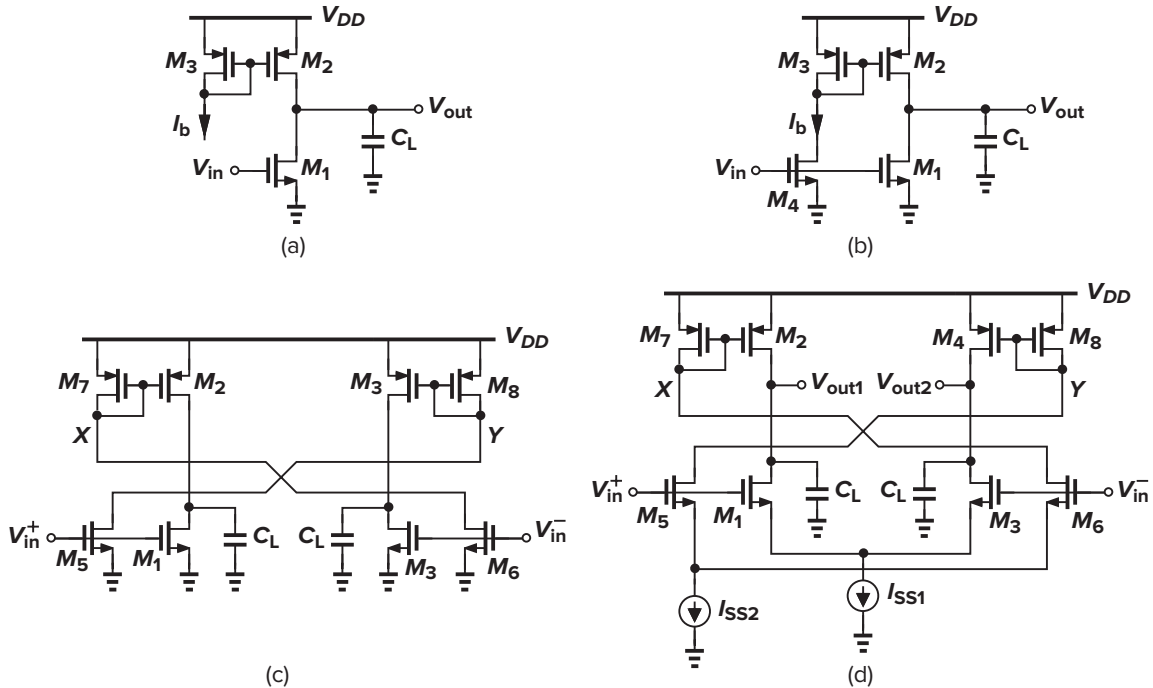 V_DD
M_3
M_2
I_b
V_out
C_L
V_in
M_1
(a)
V_DD
M_3
M_2
I_b
V_out
C_L
V_in
M_4
M_1
(b)
V_DD
M_7
M_2
M_3
M_8
X
Y
V_in^+
M_5
M_1
C_L
C_L
M_3
M_6
V_in^−
(c)
V_DD
M_7
M_2
M_4
M_8
X
V_out1
V_out2
Y
V_in^+
M_5
M_1
C_L
C_L
M_3
M_6
V_in^−
I_SS2
I_SS1
(d)